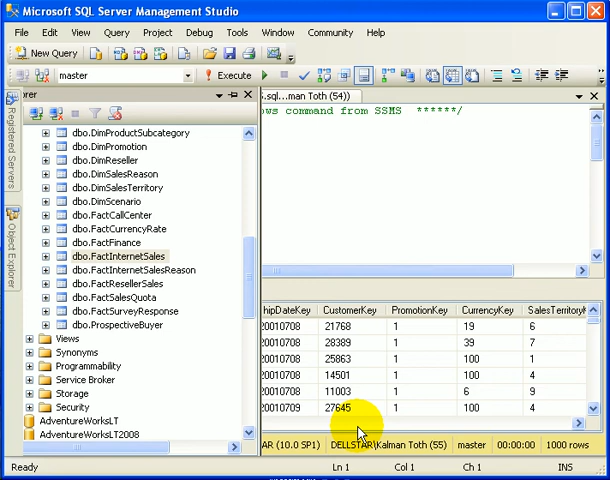 Microsoft SQL Server Management Studio
File Edit View Query Project Debug Tools Window Community Help
New Query
master Execute
orer
.sql...man Toth (54))
ows command from SSMS ******/
Registered Servers
Object Explorer
dbo.DimProductSubcategory
dbo.DimPromotion
dbo.DimReseller
dbo.DimSalesReason
dbo.DimSalesTerritory
dbo.DimScenario
dbo.FactCallCenter
dbo.FactCurrencyRate
dbo.FactFinance
dbo.FactInternetSales
dbo.FactInternetSalesReason
dbo.FactResellerSales
dbo.FactSalesQuota
dbo.FactSurveyResponse
dbo.ProspectiveBuyer
Views
Synonyms
Programmability
Service Broker
Storage
Security
AdventureWorksLT
AdventureWorksLT2008
hipDateKey CustomerKey PromotionKey CurrencyKey SalesTerritoryK
20010708 21768 1 19 6
20010708 28389 1 39 7
20010708 25863 1 100 1
20010708 14501 1 100 4
20010708 11003 1 6 9
20010709 27645 1 100 4
AR (10.0 SP1) DELLSTAR\Kalman Toth (55) master 00:00:00 1000 rows
Ready Ln 1 Col 1 Ch 1 INS